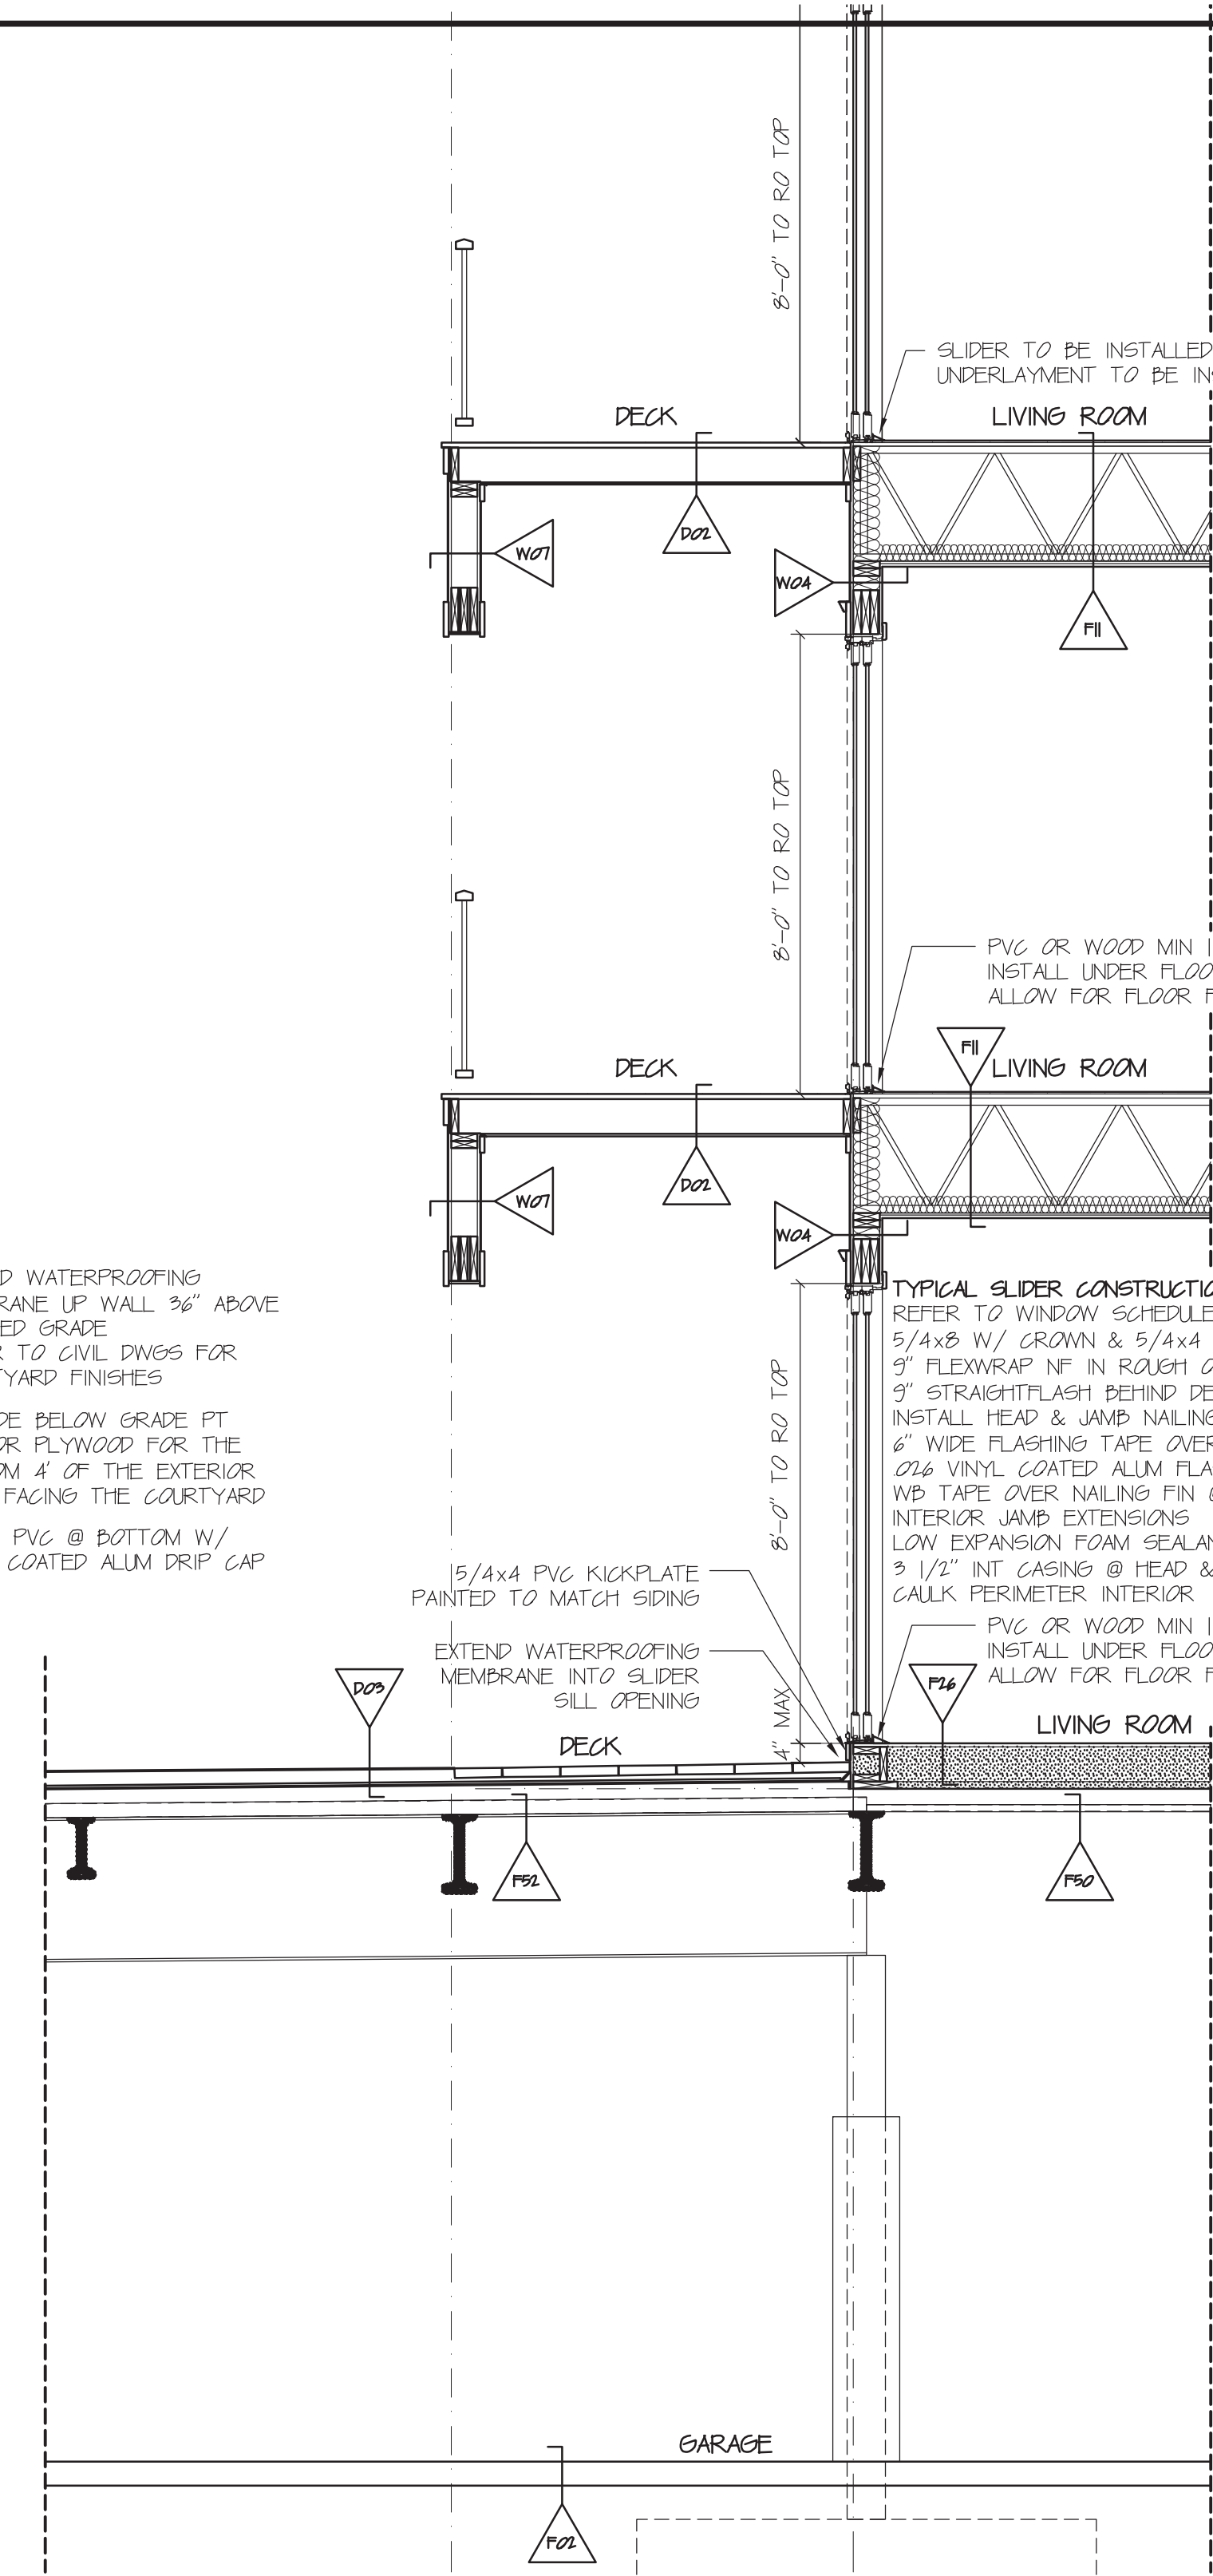 8'-0" TO RO TOP
SLIDER TO BE INSTALLED
UNDERLAYMENT TO BE
DECK
LIVING ROOM
D02
W07
W04
F11
8'-0" TO RO TOP
PVC OR WOOD MIN
INSTALL UNDER
ALLOW FOR FLOOR
F11
DECK
LIVING ROOM
D02
W07
W04
D WATERPROOFING
RANE UP WALL 36" ABOVE
ED GRADE
R TO CIVIL DWGS FOR
TYARD FINISHES
DE BELOW GRADE PT
OR PLYWOOD FOR THE
OM 4' OF THE EXTERIOR
FACING THE COURTYARD
PVC @ BOTTOM W/
COATED ALUM DRIP CAP
TYPICAL SLIDER CONSTRUCTIO
REFER TO WINDOW SCHEDULE
5/4x8 W/ CROWN & 5/4x4
9" FLEXWRAP NF IN ROUGH O
9" STRAIGHTFLASH BEHIND DE
INSTALL HEAD & JAMB NAILING
6" WIDE FLASHING TAPE OVER
.026 VINYL COATED ALUM FLA
WB TAPE OVER NAILING FIN @
INTERIOR JAMB EXTENSIONS
LOW EXPANSION FOAM SEALAN
3 1/2" INT CASING @ HEAD &
CAULK PERIMETER INTERIOR
8'-0" TO RO TOP
5/4x4 PVC KICKPLATE
PAINTED TO MATCH SIDING
EXTEND WATERPROOFING
MEMBRANE INTO SLIDER
SILL OPENING
4" MAX
PVC OR WOOD MIN
INSTALL UNDER
ALLOW FOR FLOOR
D03
F26
DECK
LIVING ROOM
F52
F50
GARAGE
F02